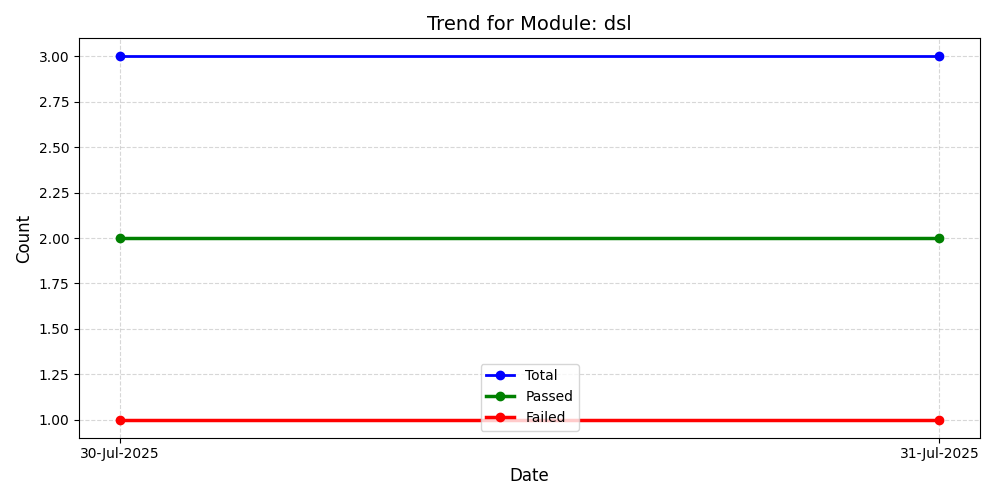 Trend for Module: dsl
3.00
2.75
2.50
2.25
2.00
1.75
1.50
1.25
1.00
Count
Total
Passed
Failed
30-Jul-2025
31-Jul-2025
Date